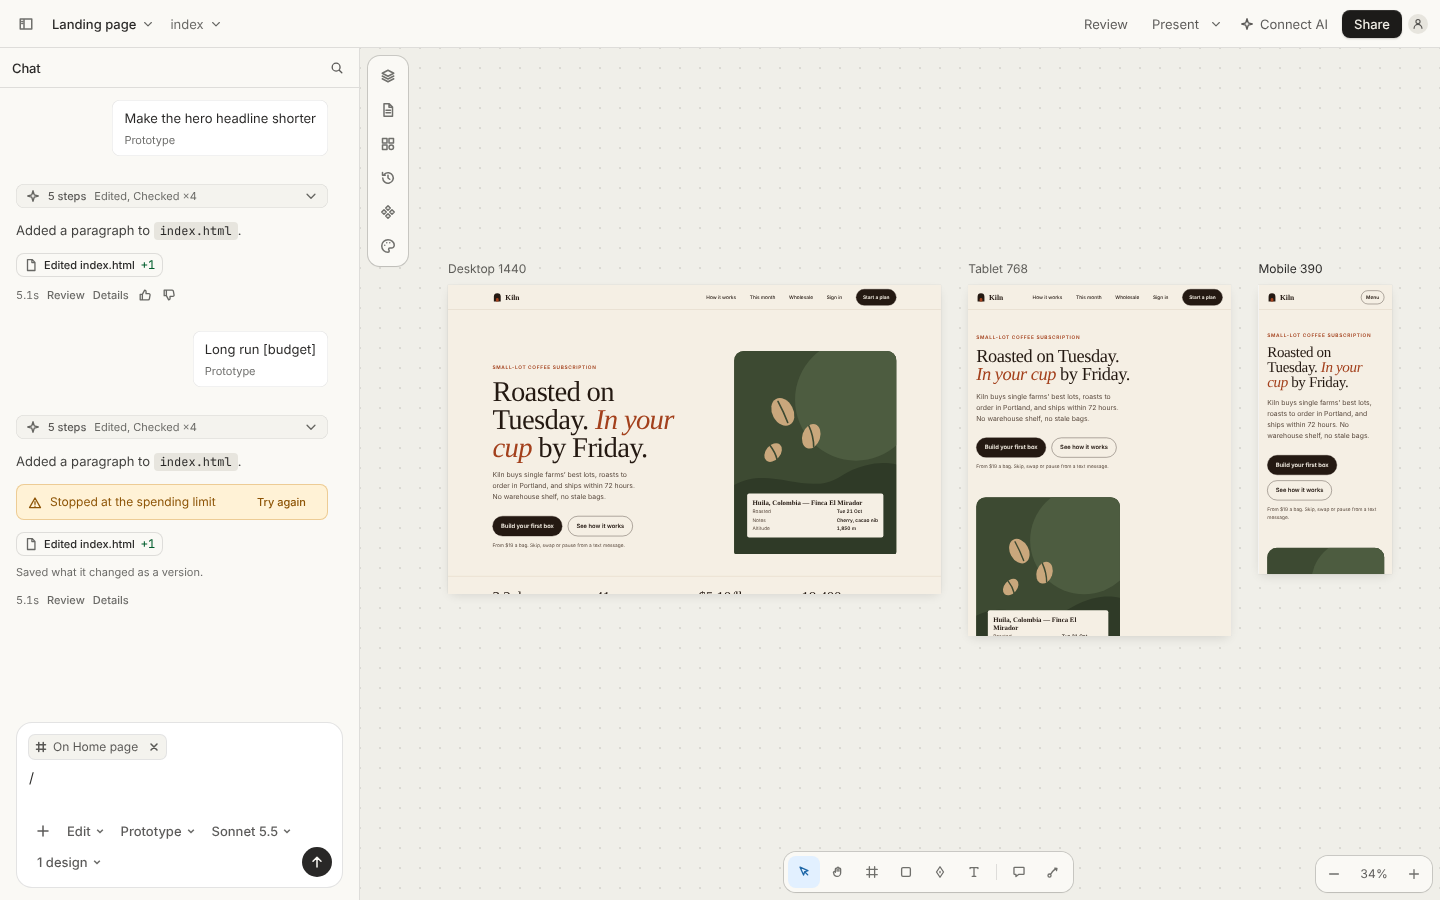 Landing page
index
Review
Present
Connect AI
Share
Chat
Make the hero headline shorter
Prototype
5 steps Edited, Checked ×4
Added a paragraph to index.html.
Edited index.html +1
5.1s Review Details
Long run [budget]
Prototype
5 steps Edited, Checked ×4
Added a paragraph to index.html.
Stopped at the spending limit Try again
Edited index.html +1
Saved what it changed as a version.
5.1s Review Details
On Home page
/
Edit Prototype Sonnet 5.5
1 design
Desktop 1440
Kiln
How it works This month Wholesale Sign in Start a plan
SMALL-LOT COFFEE SUBSCRIPTION
Roasted on
Tuesday. In your
cup by Friday.
Kiln buys single farms' best lots, roasts to
order in Portland, and ships within 72 hours.
No warehouse shelf, no stale bags.
Build your first box See how it works
From $19 a bag. Skip, swap or pause from a text message.
Huila, Colombia — Finca El Mirador
Roasted Tue 21 Oct
Notes Cherry, cacao nib
Altitude 1,850 m
Tablet 768
Kiln
How it works This month Wholesale Sign in Start a plan
SMALL-LOT COFFEE SUBSCRIPTION
Roasted on Tuesday.
In your cup by Friday.
Kiln buys single farms' best lots, roasts to
order in Portland, and ships within 72 hours.
No warehouse shelf, no stale bags.
Build your first box See how it works
From $19 a bag. Skip, swap or pause from a text message.
Huila, Colombia — Finca El
Mirador
Mobile 390
Kiln
Menu
SMALL-LOT COFFEE SUBSCRIPTION
Roasted on
Tuesday. In your
cup by Friday.
Kiln buys single farms' best lots,
roasts to order in Portland, and
ships within 72 hours. No
warehouse shelf, no stale bags.
Build your first box
See how it works
From $19 a bag. Skip, swap or pause from a text
message.
34%